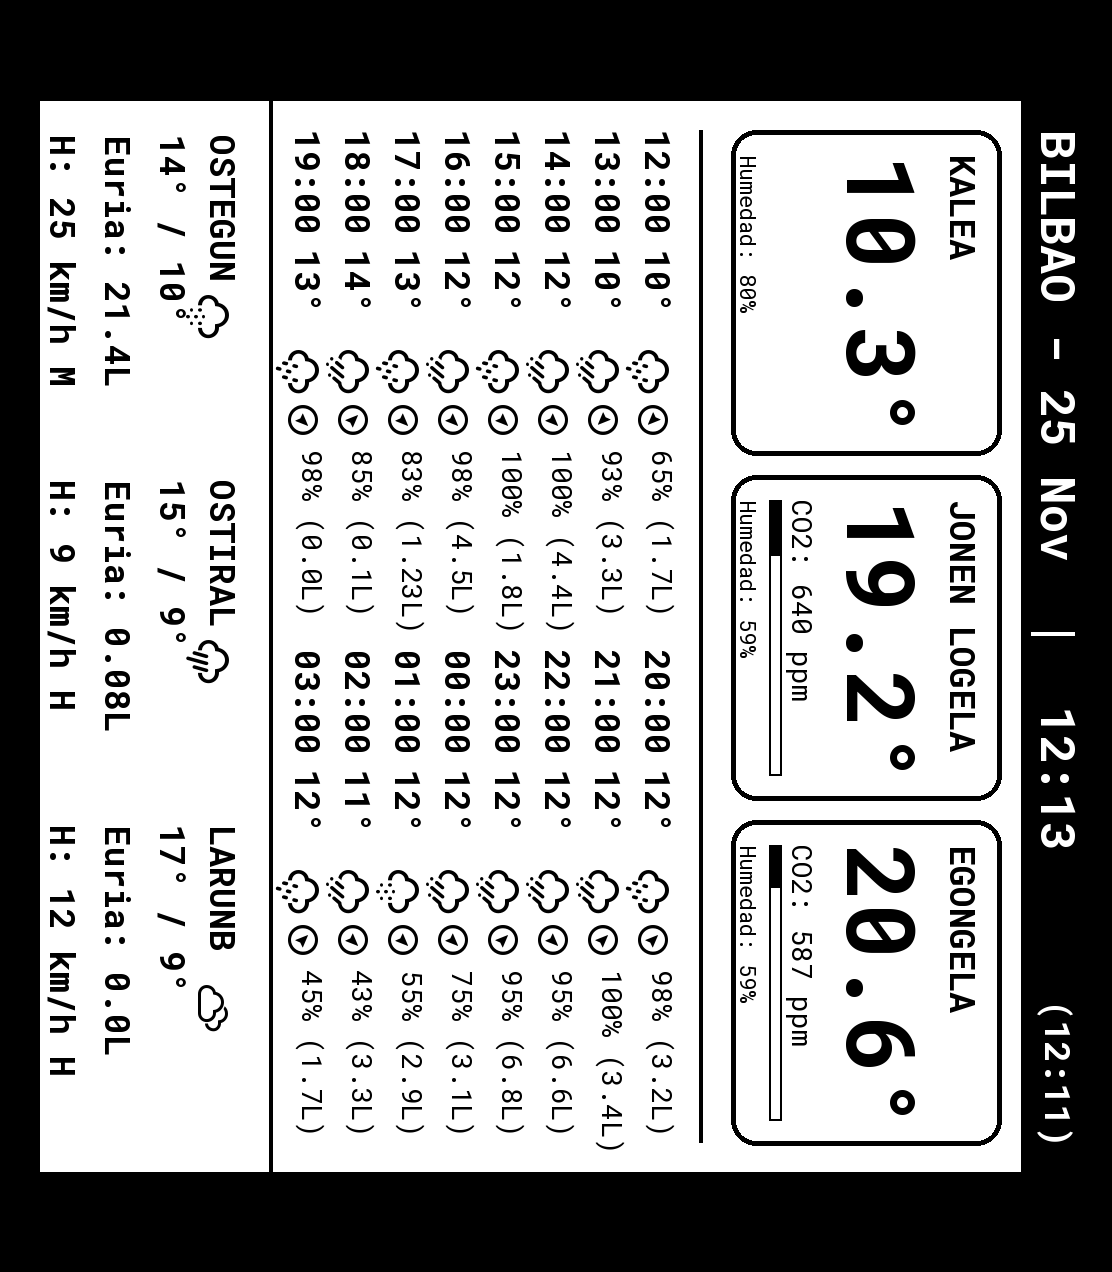 BILBAO - 25 Nov | 12:13 (12:11)
KALEA
10.3°
Humedad: 80%
JONEN LOGELA
19.2°
CO2: 640 ppm
Humedad: 59%
EGONGELA
20.6°
CO2: 587 ppm
Humedad: 59%
12:00 10° 65% (1.7L)
13:00 10° 93% (3.3L)
14:00 12° 100% (4.4L)
15:00 12° 100% (1.8L)
16:00 12° 98% (4.5L)
17:00 13° 83% (1.23L)
18:00 14° 85% (0.1L)
19:00 13° 98% (0.0L)
20:00 12° 98% (3.2L)
21:00 12° 100% (3.4L)
22:00 12° 95% (6.6L)
23:00 12° 95% (6.8L)
00:00 12° 75% (3.1L)
01:00 12° 55% (2.9L)
02:00 11° 43% (3.3L)
03:00 12° 45% (1.7L)
OSTEGUN
14° / 10°
Euria: 21.4L
H: 25 km/h M
OSTIRAL
15° / 9°
Euria: 0.08L
H: 9 km/h H
LARUNB
17° / 9°
Euria: 0.0L
H: 12 km/h H